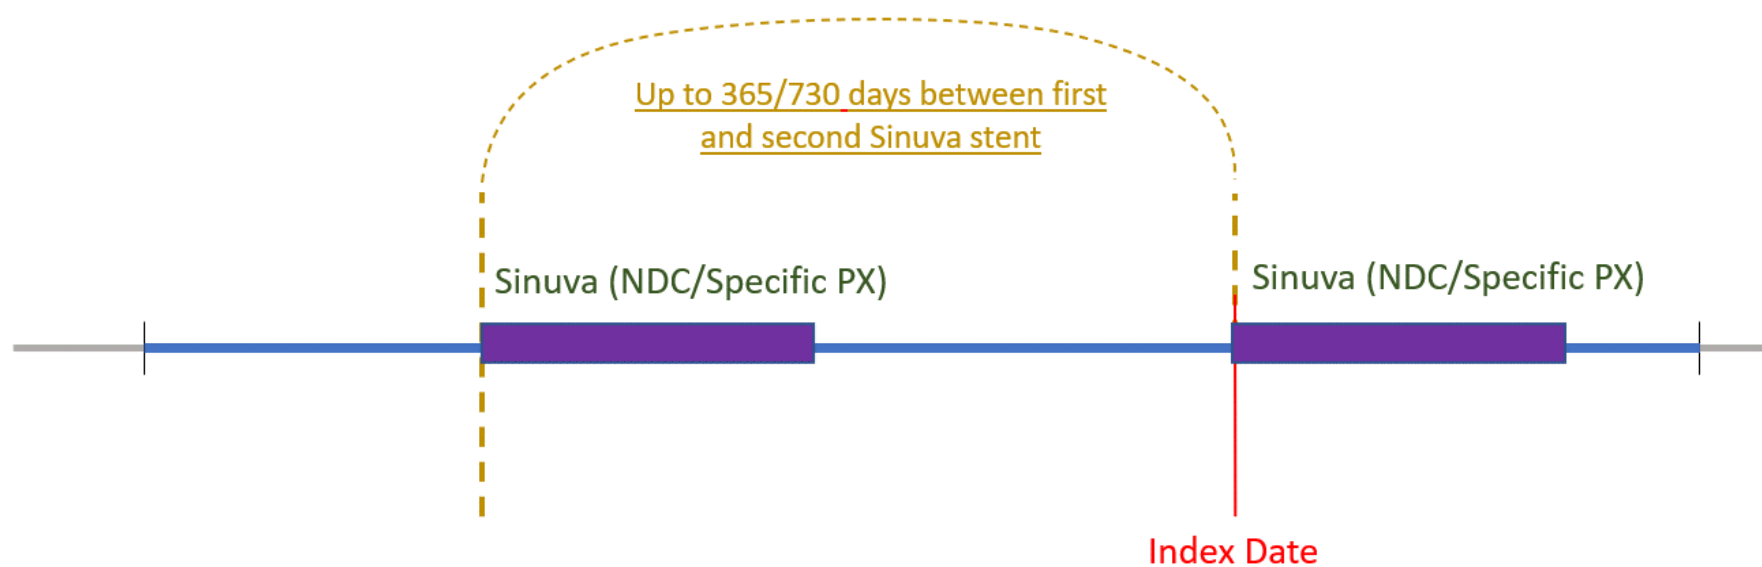 Up to 365/730 days between first
and second Sinuva stent
Sinuva (NDC/Specific PX)
Sinuva (NDC/Specific PX)
Index Date